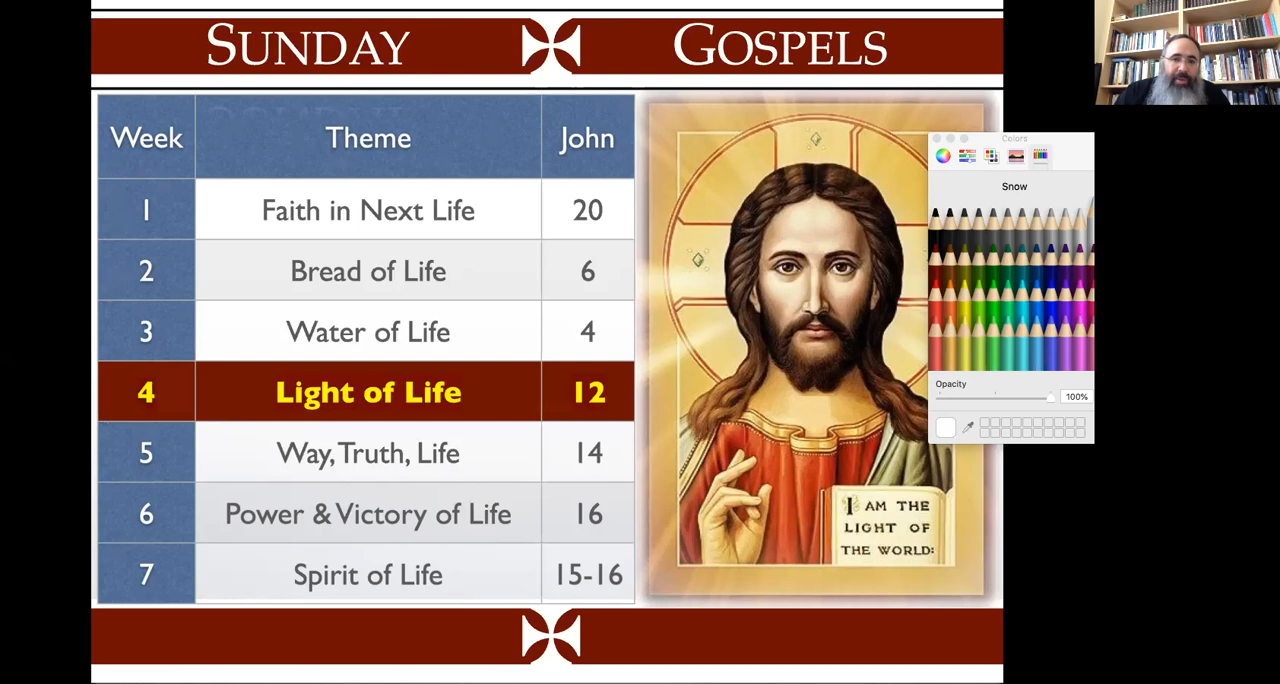 SUNDAY GOSPELS
Week Theme John
1 Faith in Next Life 20
2 Bread of Life 6
3 Water of Life 4
4 Light of Life 12
5 Way, Truth, Life 14
6 Power & Victory of Life 16
7 Spirit of Life 15-16
I AM THE
LIGHT OF
THE WORLD:
Colors
Snow
Opacity
100%